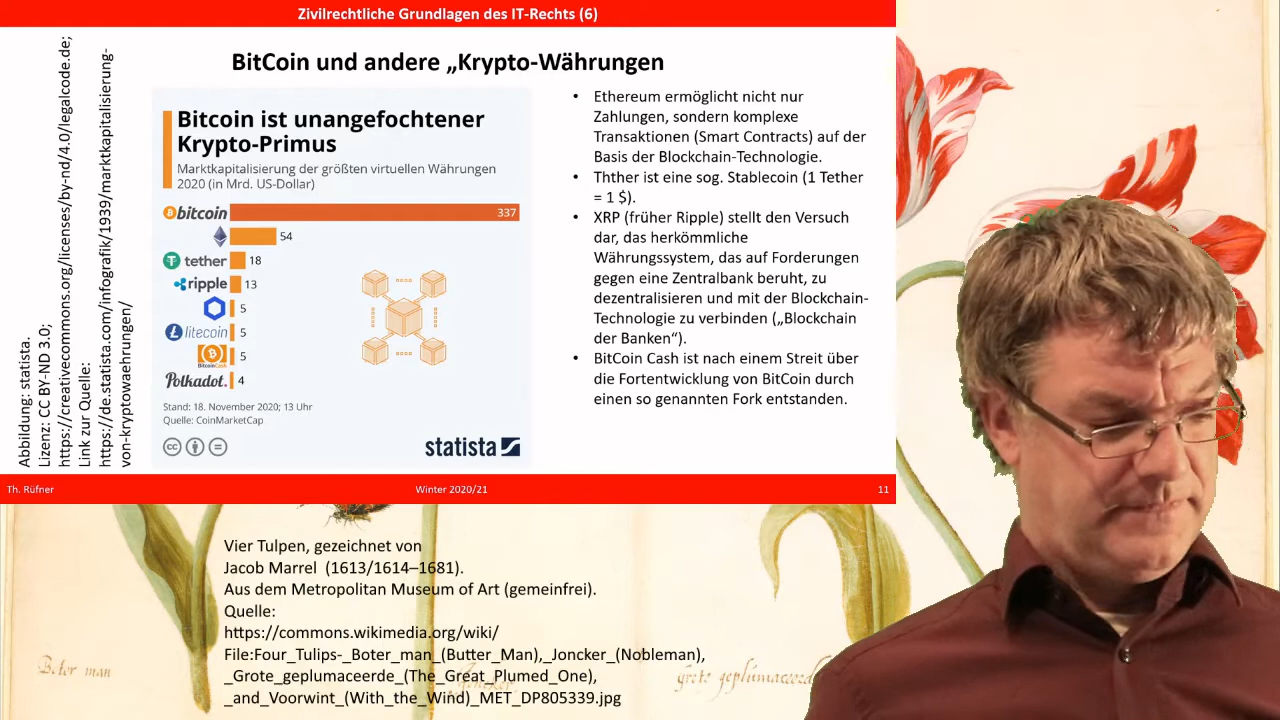 Zivilrechtliche Grundlagen des IT-Rechts (6)
BitCoin und andere „Krypto-Währungen
Abbildung: statista.
Lizenz: CC BY-ND 3.0;
https://creativecommons.org/licenses/by-nd/4.0/legalcode.de;
Link zur Quelle:
https://de.statista.com/infografik/1939/marktkapitalisierung-
von-kryptowaehrungen/
Bitcoin ist unangefochtener
Krypto-Primus
Marktkapitalisierung der größten virtuellen Währungen
2020 (in Mrd. US-Dollar)
bitcoin 337
54
tether 18
ripple 13
5
litecoin 5
BitcoinCash 5
Polkadot. 4
Stand: 18. November 2020; 13 Uhr
Quelle: CoinMarketCap
cc =
statista
• Ethereum ermöglicht nicht nur
Zahlungen, sondern komplexe
Transaktionen (Smart Contracts) auf der
Basis der Blockchain-Technologie.
• Thther ist eine sog. Stablecoin (1 Tether
= 1 $).
• XRP (früher Ripple) stellt den Versuch
dar, das herkömmliche
Währungssystem, das auf Forderungen
gegen eine Zentralbank beruht, zu
dezentralisieren und mit der Blockchain-
Technologie zu verbinden („Blockchain
der Banken“).
• BitCoin Cash ist nach einem Streit über
die Fortentwicklung von BitCoin durch
einen so genannten Fork entstanden.
Th. Rüfner Winter 2020/21 11
Vier Tulpen, gezeichnet von
Jacob Marrel (1613/1614–1681).
Aus dem Metropolitan Museum of Art (gemeinfrei).
Quelle:
https://commons.wikimedia.org/wiki/
File:Four_Tulips-_Boter_man_(Butter_Man),_Joncker_(Nobleman),
_Grote_geplumaceerde_(The_Great_Plumed_One),
_and_Voorwint_(With_the_Wind)_MET_DP805339.jpg
Boter man
grote geplumaceerd